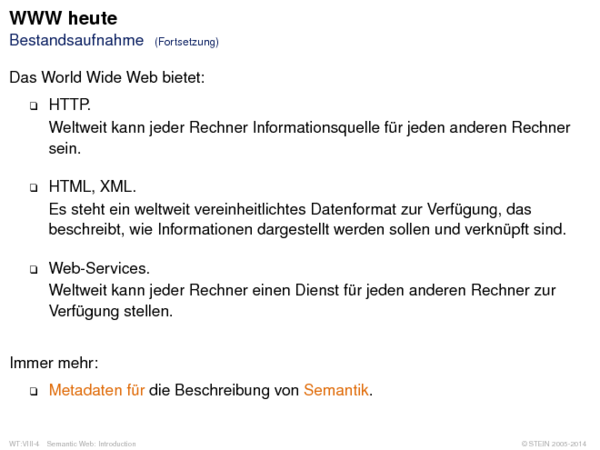 WWW heute
Bestandsaufnahme (Fortsetzung)
Das World Wide Web bietet:
❏ HTTP.
Weltweit kann jeder Rechner Informationsquelle für jeden anderen Rechner
sein.
❏ HTML, XML.
Es steht ein weltweit vereinheitlichtes Datenformat zur Verfügung, das
beschreibt, wie Informationen dargestellt werden sollen und verknüpft sind.
❏ Web-Services.
Weltweit kann jeder Rechner einen Dienst für jeden anderen Rechner zur
Verfügung stellen.
Immer mehr:
❏ Metadaten für die Beschreibung von Semantik.
WT:VIII-4 Semantic Web: Introduction © STEIN 2005-2014